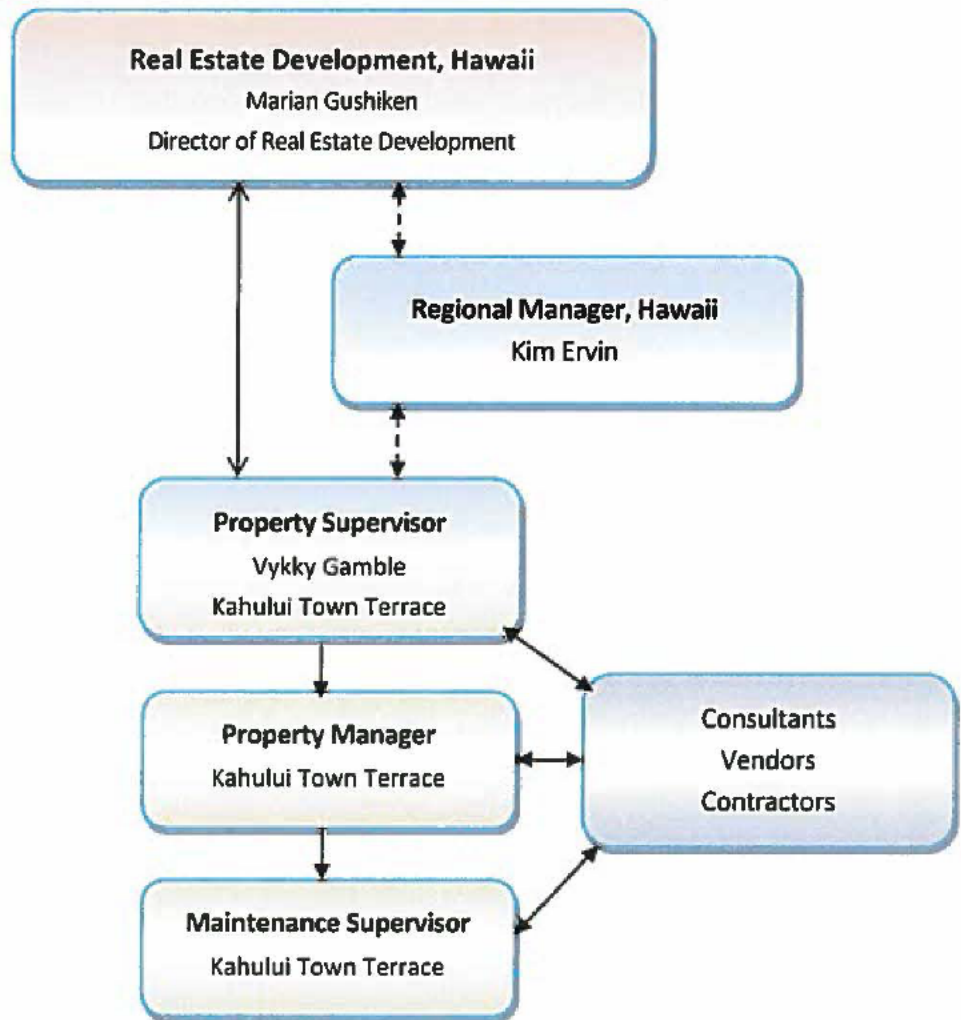 Real Estate Development, Hawaii
Marian Gushiken
Director of Real Estate Development
Regional Manager, Hawaii
Kim Ervin
Property Supervisor
Vykky Gamble
Kahului Town Terrace
Property Manager
Kahului Town Terrace
Consultants
Vendors
Contractors
Maintenance Supervisor
Kahului Town Terrace